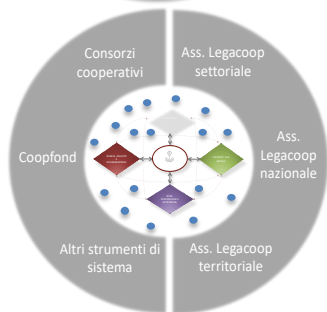 Consorzi
cooperativi
Ass. Legacoop
settoriale
Coopfond
Ass.
Legacoop
nazionale
Altri strumenti di
sistema
Ass. Legacoop
territoriale